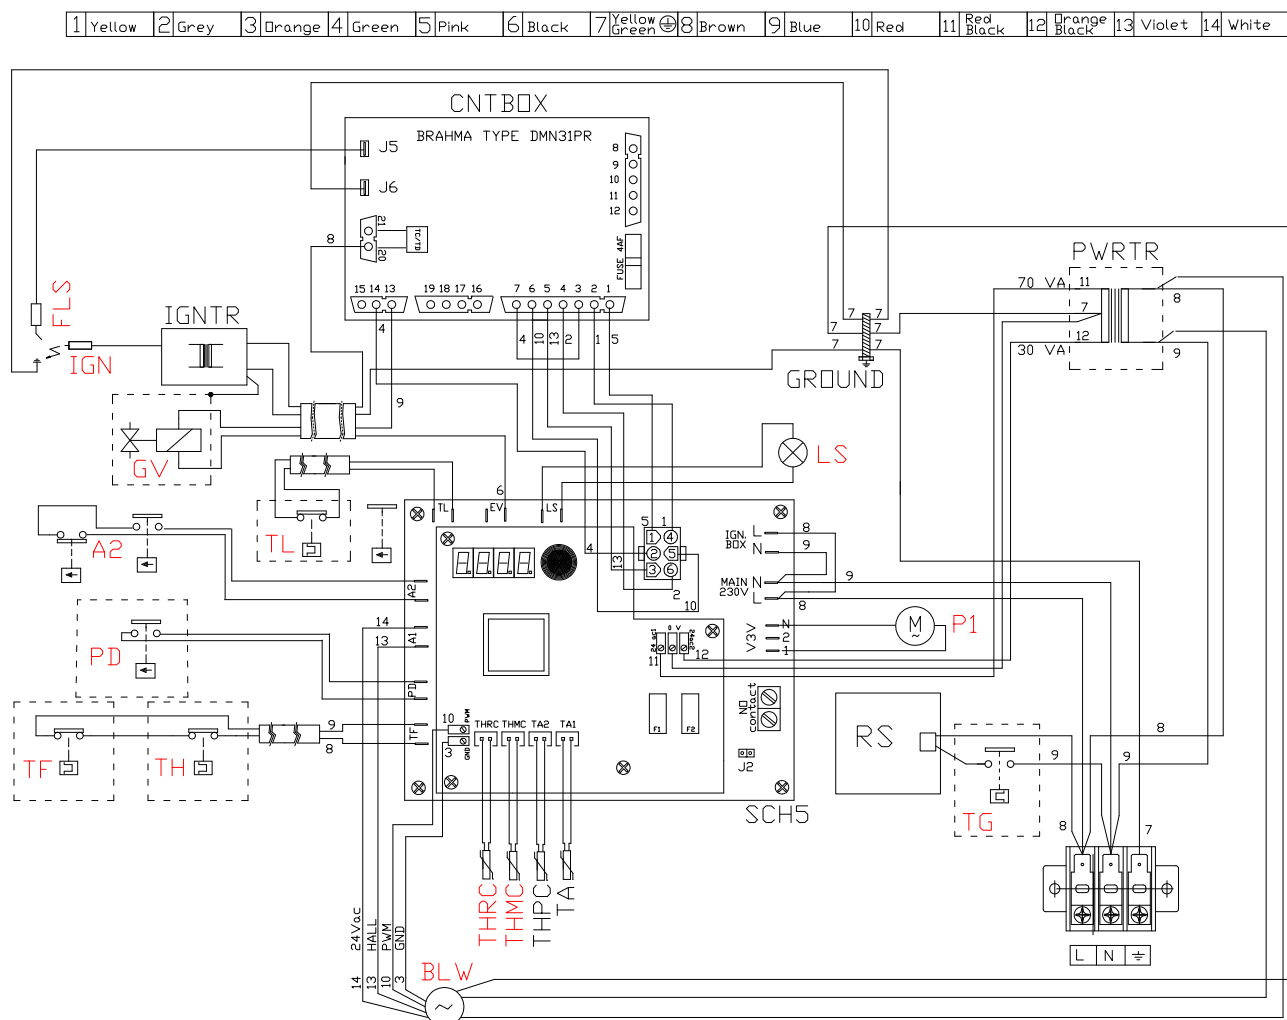 1 Yellow 2 Grey 3 Orange 4 Green 5 Pink 6 Black 7 Yellow Green 8 Brown 9 Blue 10 Red 11 Red Black 12 Orange Black 13 Violet 14 White
CNTBOX
BRAHMA TYPE DMN31PR
J5
J6
8
9
10
11
12
21
20
TC/TD
FUSE 4AF
8
15 14 13
19 18 17 16
7 6 5 4 3 2 1
4
4 10 13 2 1 5
FLS
IGNTR
IGN
GV
9
7 7
7 7
7 7
GROUND
PWRTR
70 VA 11
7
12
30 VA
8
9
LS
6
TL EV LS
TL
A2
A2
14
13
A1
PD
PD
TF
TH
9
8
TF
5 1
1 4
2 5
3 6
4
13
2
10
IGN. BOX
L
N
8
9
MAIN 230V
N
L
9
8
V3V
N
2
1
M
~
P1
24 ac1 0 V 24ac2
11
12
F1 F2
NO contact
J2
10
PWM
3
GND
THRC THMC TA2 TA1
SCH5
RS
TG
8
9
9
8
7
THRC
THMC
THPC
TA
24Vac
HALL
PWM
GND
14
13
10
3
BLW
~
L N